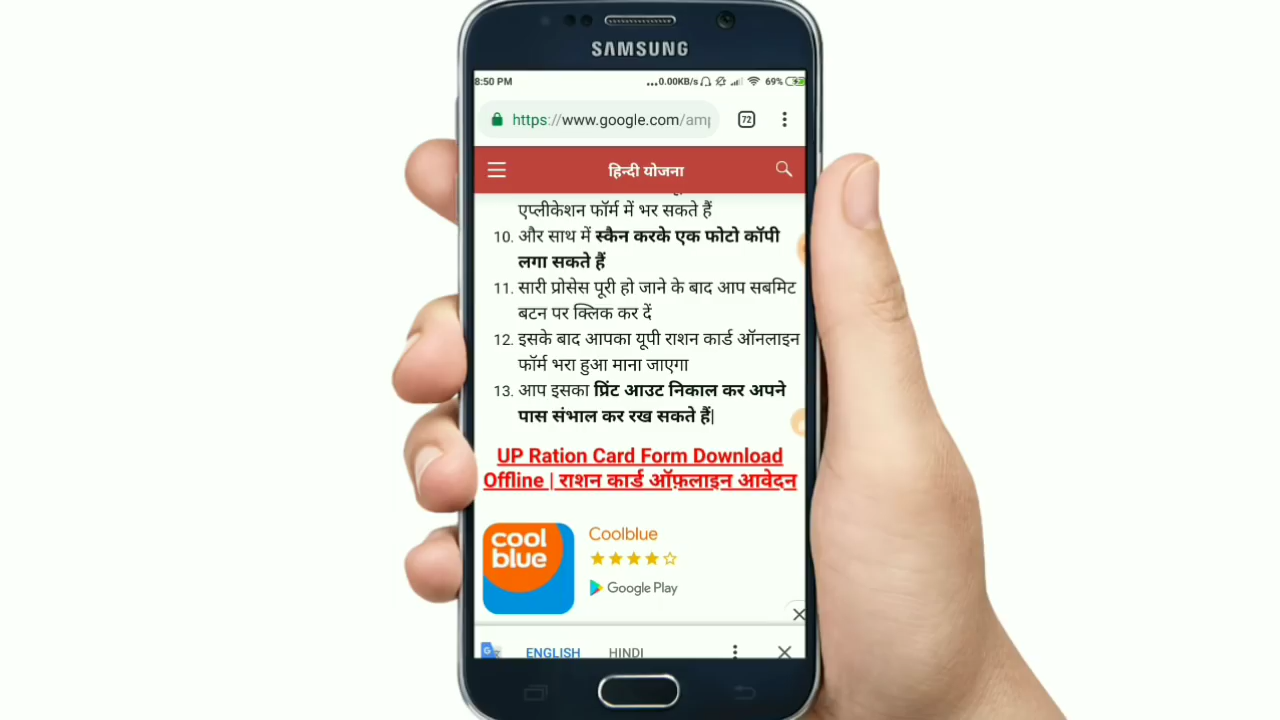 SAMSUNG
8:50 PM
...0.00KB/s
69%
https://www.google.com/amp
72
हिन्दी योजना
एप्लीकेशन फॉर्म में भर सकते हैं
10. और साथ में स्कैन करके एक फोटो कॉपी
लगा सकते हैं
11. सारी प्रोसेस पूरी हो जाने के बाद आप सबमिट
बटन पर क्लिक कर दें
12. इसके बाद आपका यूपी राशन कार्ड ऑनलाइन
फॉर्म भरा हुआ माना जाएगा
13. आप इसका प्रिंट आउट निकाल कर अपने
पास संभाल कर रख सकते हैं|
UP Ration Card Form Download
Offline | राशन कार्ड ऑफ़लाइन आवेदन
cool
blue
Coolblue
Google Play
ENGLISH HINDI